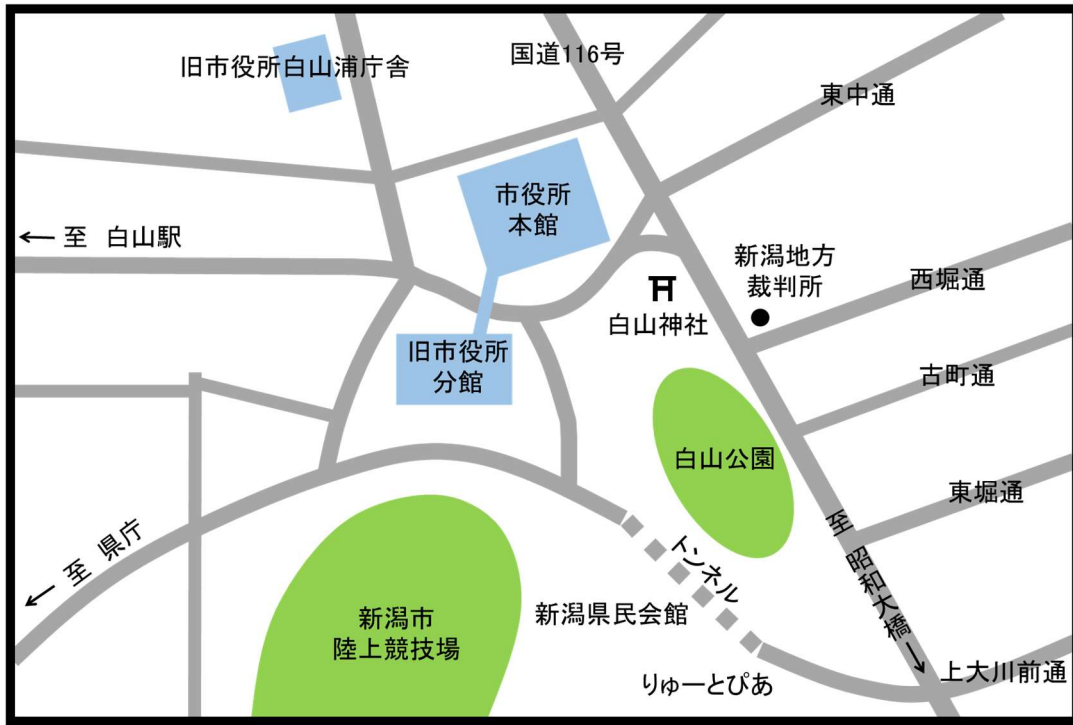 旧市役所白山浦庁舎
国道116号
東中通
市役所
本館
← 至 白山駅
新潟地方
裁判所
西堀通
白山神社
旧市役所
分館
古町通
白山公園
東堀通
← 至 県庁
トンネル
至 昭和大橋→
新潟市
陸上競技場
新潟県民会館
りゅーとぴあ
上大川前通